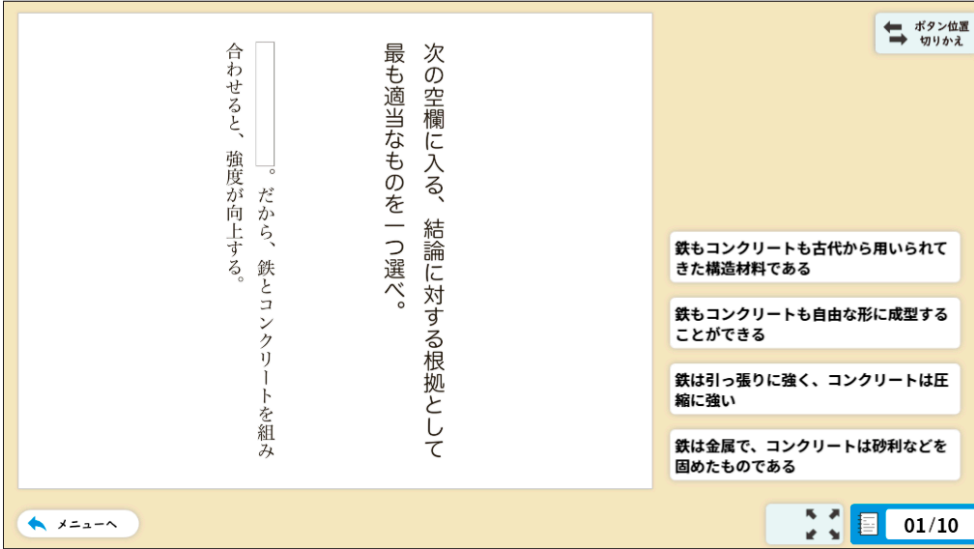 次の空欄に入る、結論に対する根拠として
最も適当なものを一つ選べ。
。だから、鉄とコンクリートを組み
合わせると、強度が向上する。
ボタン位置
切りかえ
鉄もコンクリートも古代から用いられて
きた構造材料である
鉄もコンクリートも自由な形に成型する
ことができる
鉄は引っ張りに強く、コンクリートは圧
縮に強い
鉄は金属で、コンクリートは砂利などを
固めたものである
メニューへ
01/10